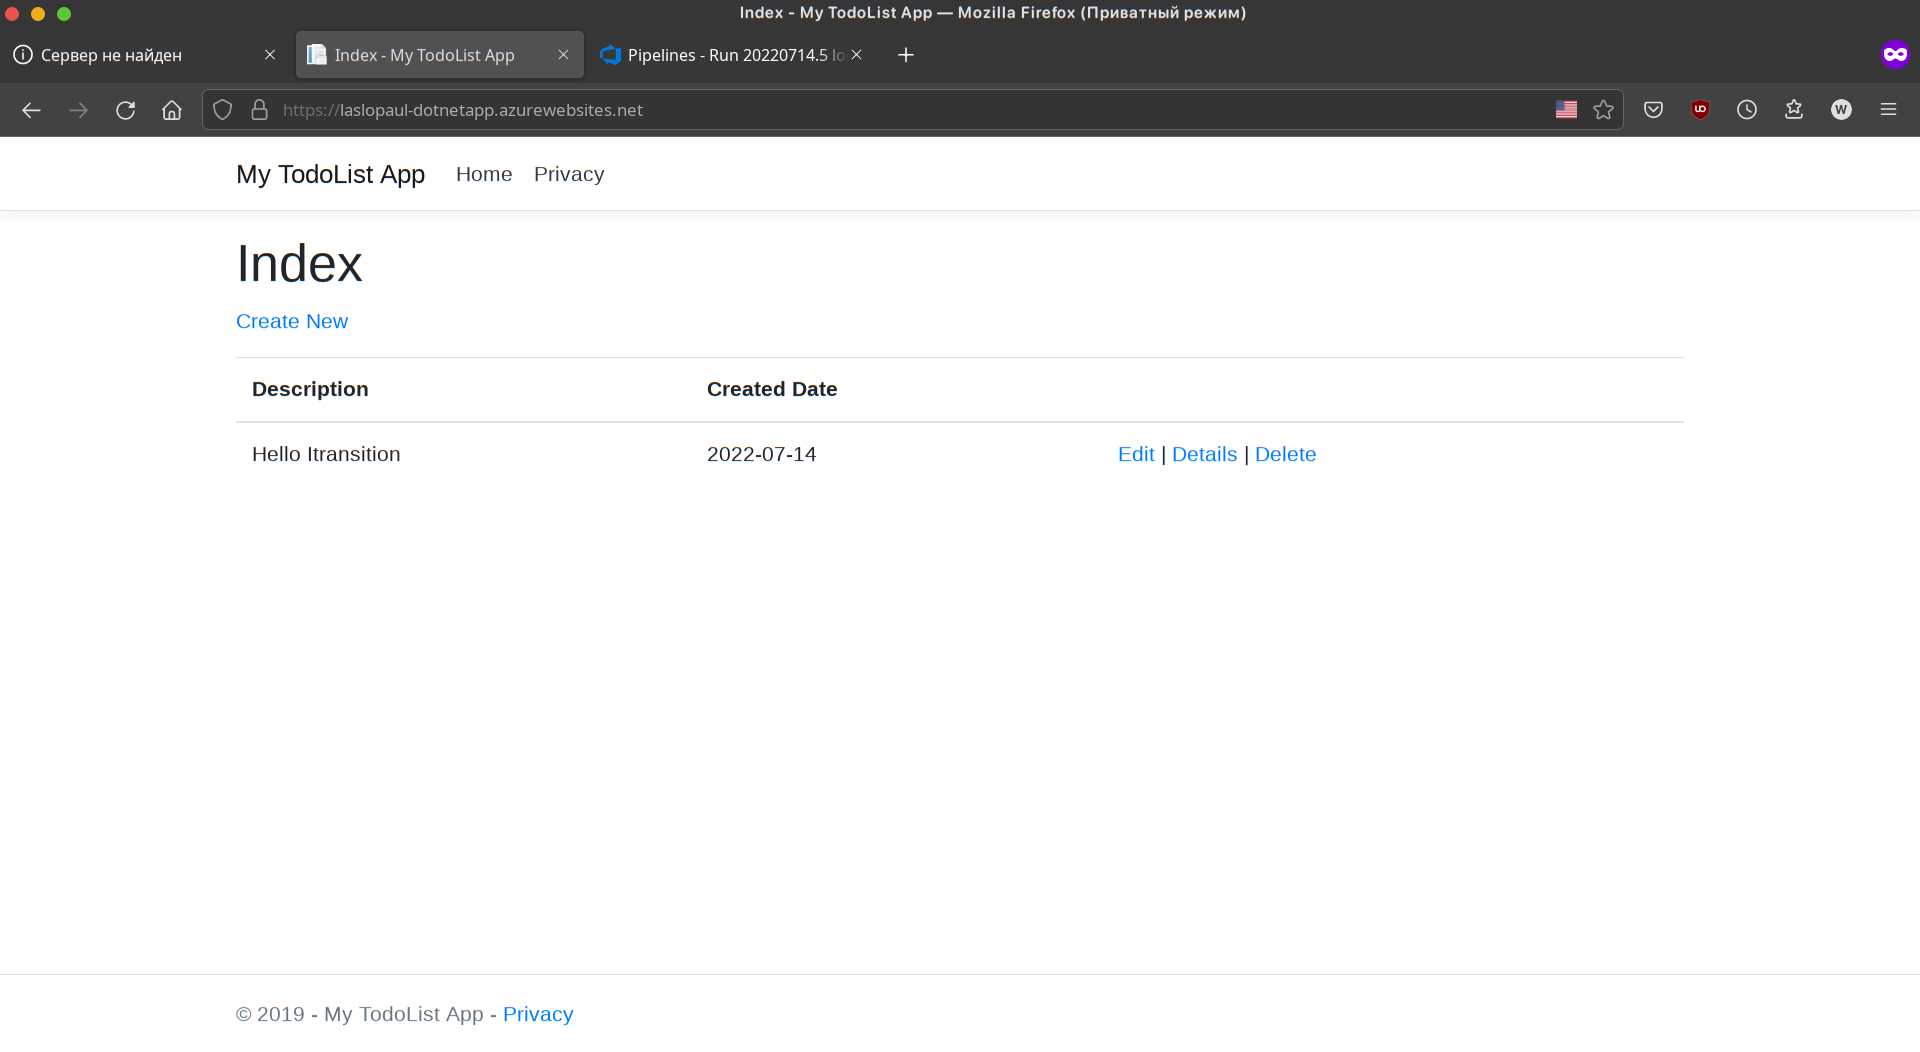 Index - My TodoList App — Mozilla Firefox (Приватный режим)
Сервер не найден
Index - My TodoList App
Pipelines - Run 20220714.5 lo
https://laslopaul-dotnetapp.azurewebsites.net
W
My TodoList App Home Privacy
Index
Create New
Description Created Date
Hello Itransition 2022-07-14 Edit | Details | Delete
© 2019 - My TodoList App - Privacy